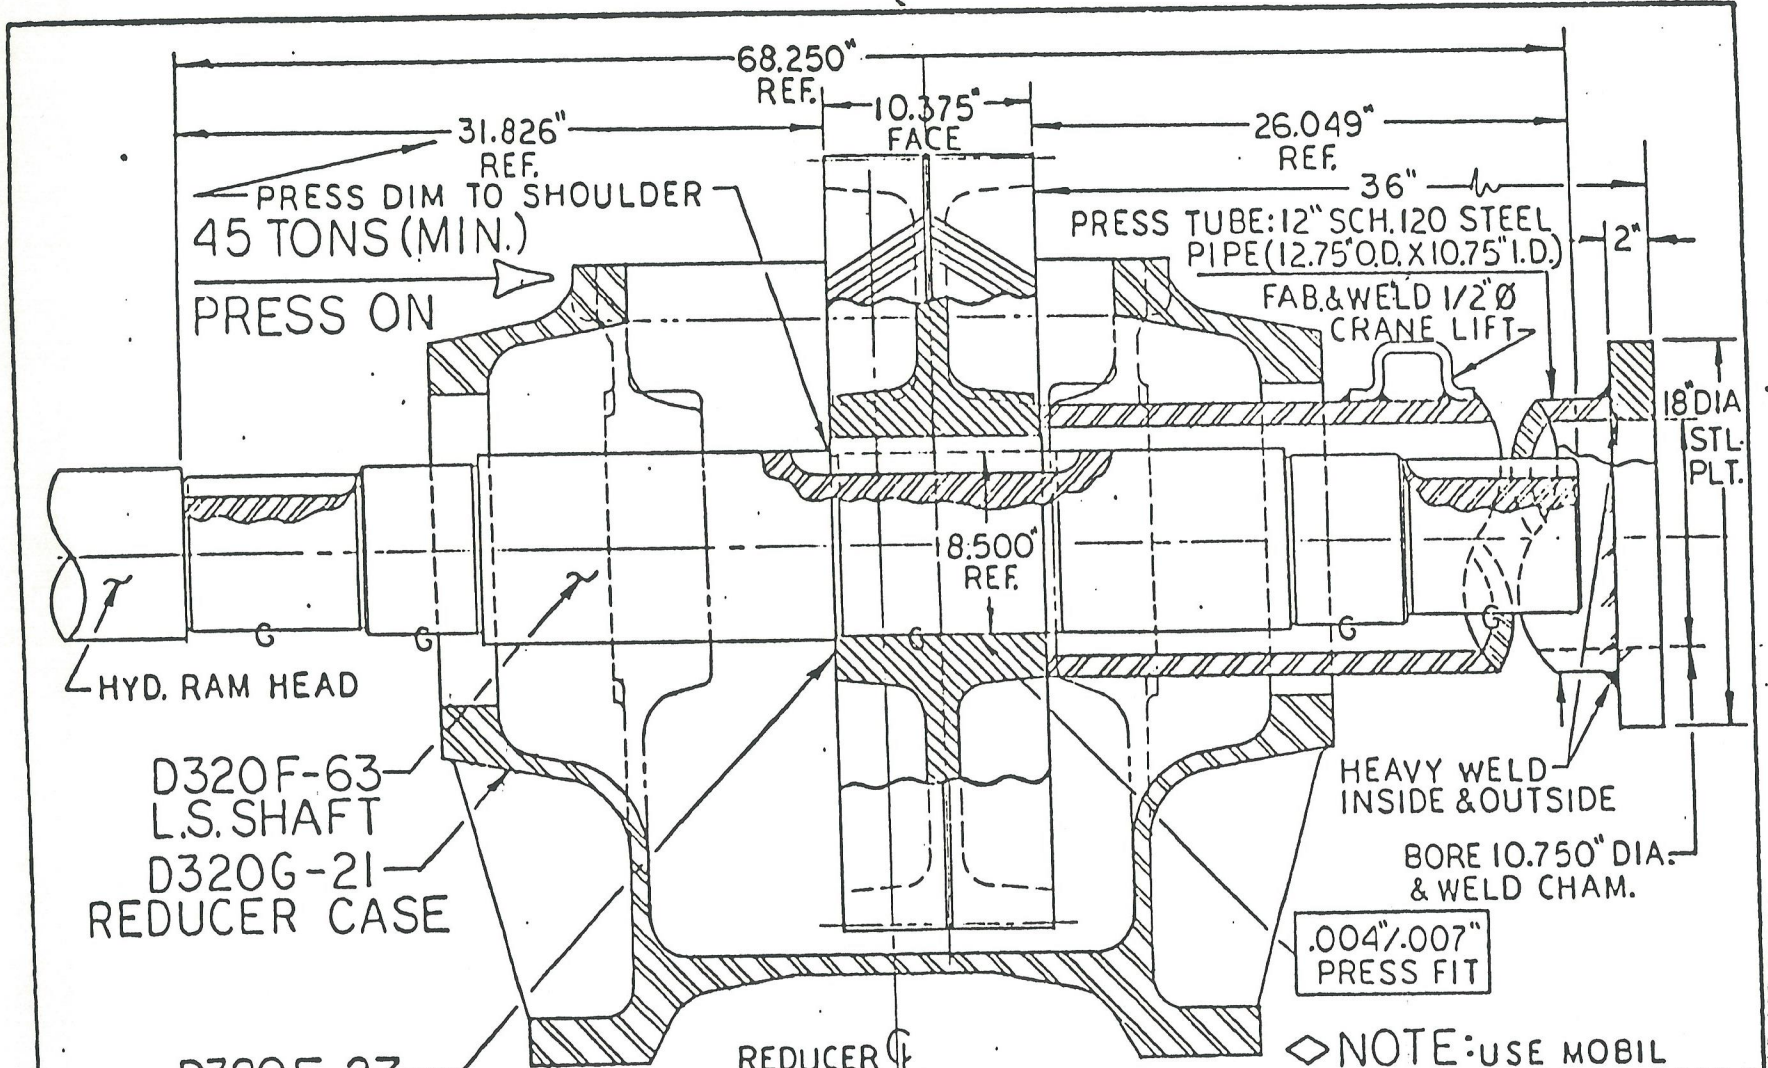 68.250"
REF.
10.375"
FACE
31.826"
REF.
26.049"
REF.
PRESS DIM TO SHOULDER
45 TONS (MIN.)
PRESS ON
36"
PRESS TUBE: 12" SCH. 120 STEEL
PIPE (12.75" O.D. X 10.75" I.D.)
2"
FAB. & WELD 1/2" Ø
CRANE LIFT
18" DIA
STL.
PLT.
8.500"
REF.
HYD. RAM HEAD
D320F-63
L.S. SHAFT
D320G-21
REDUCER CASE
HEAVY WELD
INSIDE & OUTSIDE
BORE 10.750" DIA.
& WELD CHAM.
.004"/.007"
PRESS FIT
REDUCER
NOTE: USE MOBIL
G
G
G
G
G